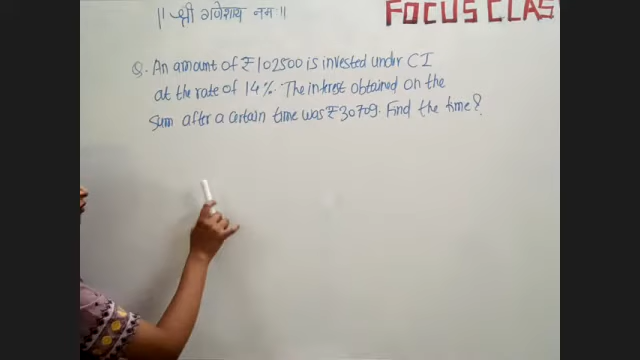 || श्री गणेशाय नमः ||
FOCUS CLAS
Q. An amount of ₹102500 is invested under CI
at the rate of 14%. The interest obtained on the
sum after a certain time was ₹30709. Find the time?